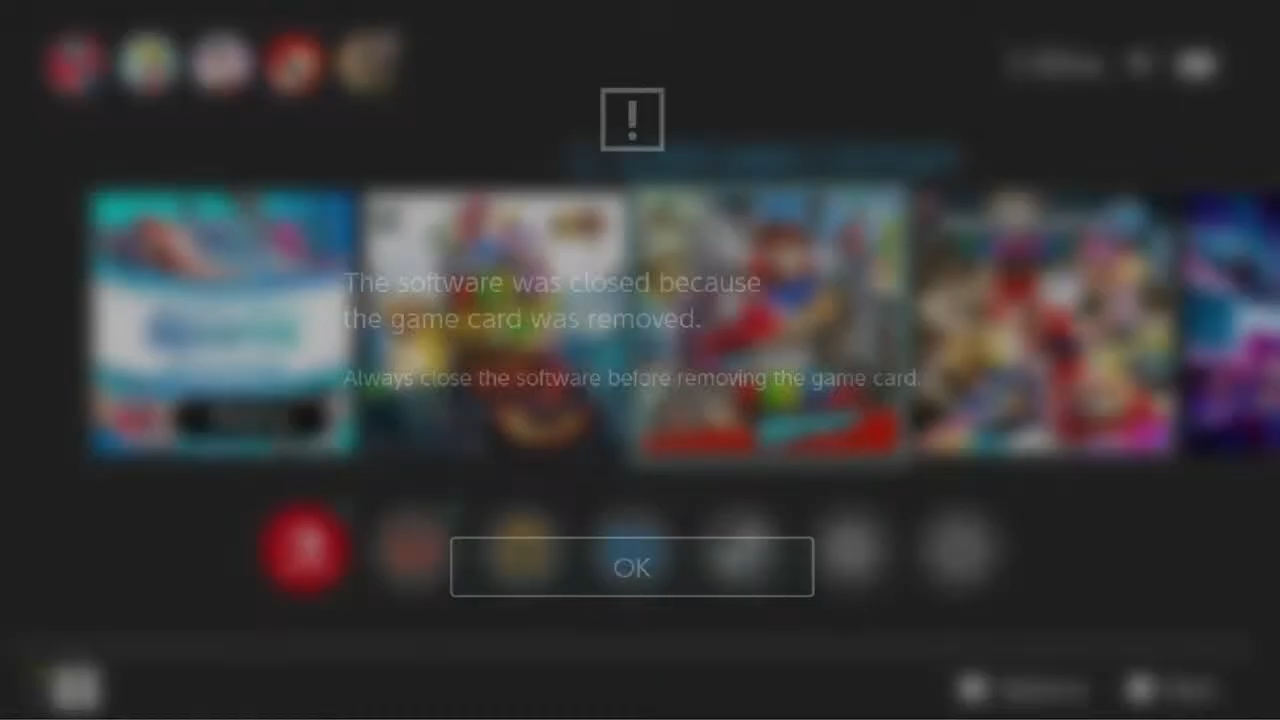 The software was closed because
the game card was removed.
Always close the software before removing the game card.
OK